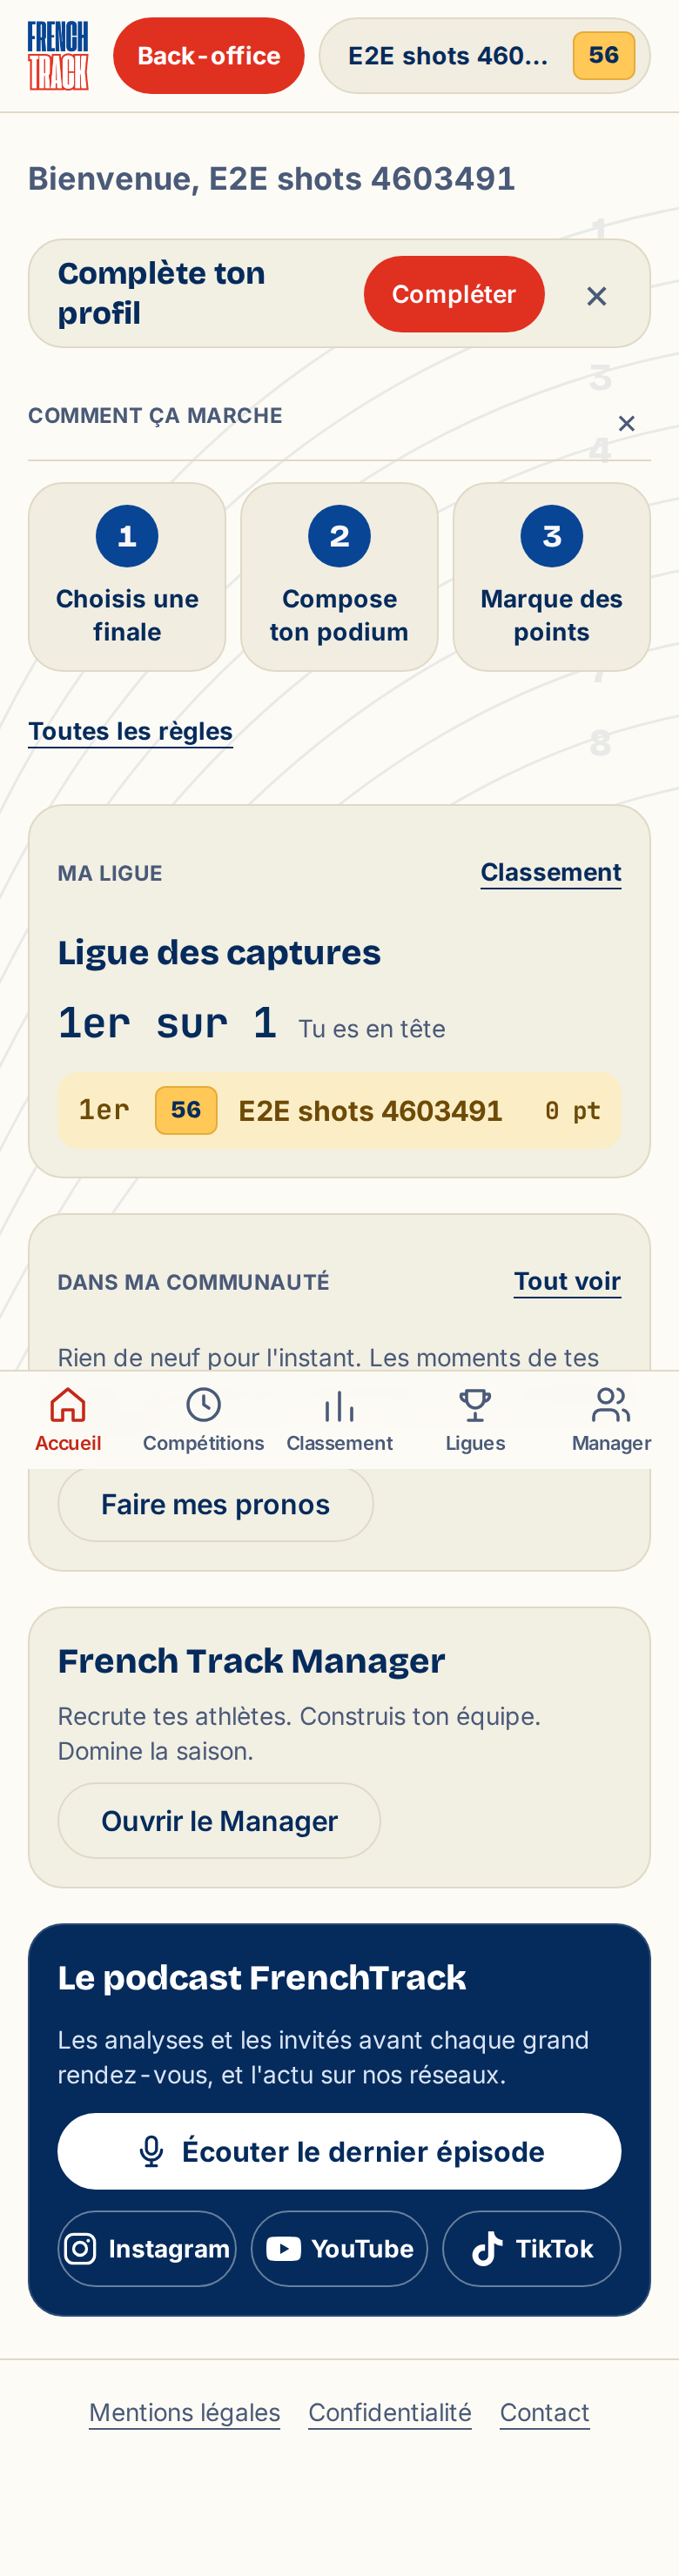 FRENCH
TRACK
Back-office
E2E shots 460...
56
Bienvenue, E2E shots 4603491
1
Complète ton
profil
Compléter
3
COMMENT ÇA MARCHE
4
1
Choisis une
finale
2
Compose
ton podium
3
Marque des
points
7
Toutes les règles
8
MA LIGUE
Classement
Ligue des captures
1er sur 1 Tu es en tête
1er 56 E2E shots 4603491 0 pt
DANS MA COMMUNAUTÉ
Tout voir
Rien de neuf pour l'instant. Les moments de tes
Accueil
Compétitions
Classement
Ligues
Manager
Faire mes pronos
French Track Manager
Recrute tes athlètes. Construis ton équipe.
Domine la saison.
Ouvrir le Manager
Le podcast FrenchTrack
Les analyses et les invités avant chaque grand
rendez-vous, et l'actu sur nos réseaux.
Écouter le dernier épisode
Instagram
YouTube
TikTok
Mentions légales
Confidentialité
Contact